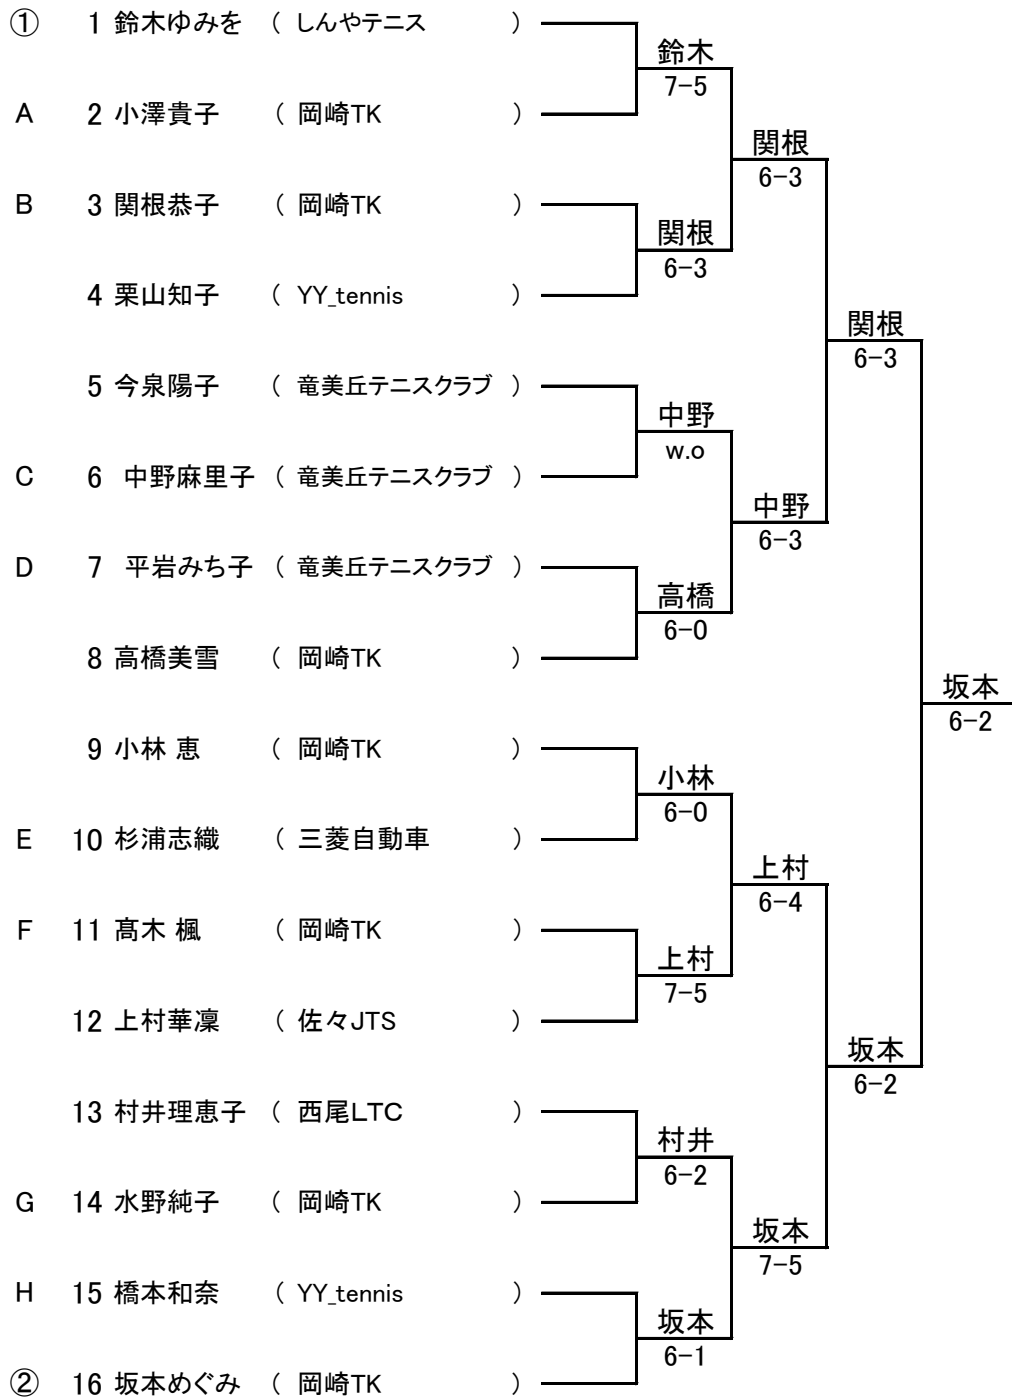 ① 1 鈴木ゆみを ( しんやテニス )
鈴木
7-5
A 2 小澤貴子 ( 岡崎TK )
関根
6-3
B 3 関根恭子 ( 岡崎TK )
関根
6-3
4 栗山知子 ( YY_tennis )
関根
6-3
5 今泉陽子 ( 竜美丘テニスクラブ )
中野
w.o
C 6 中野麻里子 ( 竜美丘テニスクラブ )
中野
6-3
D 7 平岩みち子 ( 竜美丘テニスクラブ )
高橋
6-0
8 高橋美雪 ( 岡崎TK )
坂本
6-2
9 小林 恵 ( 岡崎TK )
小林
6-0
E 10 杉浦志織 ( 三菱自動車 )
上村
6-4
F 11 髙木 楓 ( 岡崎TK )
上村
7-5
12 上村華凜 ( 佐々JTS )
坂本
6-2
13 村井理恵子 ( 西尾LTC )
村井
6-2
G 14 水野純子 ( 岡崎TK )
坂本
7-5
H 15 橋本和奈 ( YY_tennis )
坂本
6-1
② 16 坂本めぐみ ( 岡崎TK )